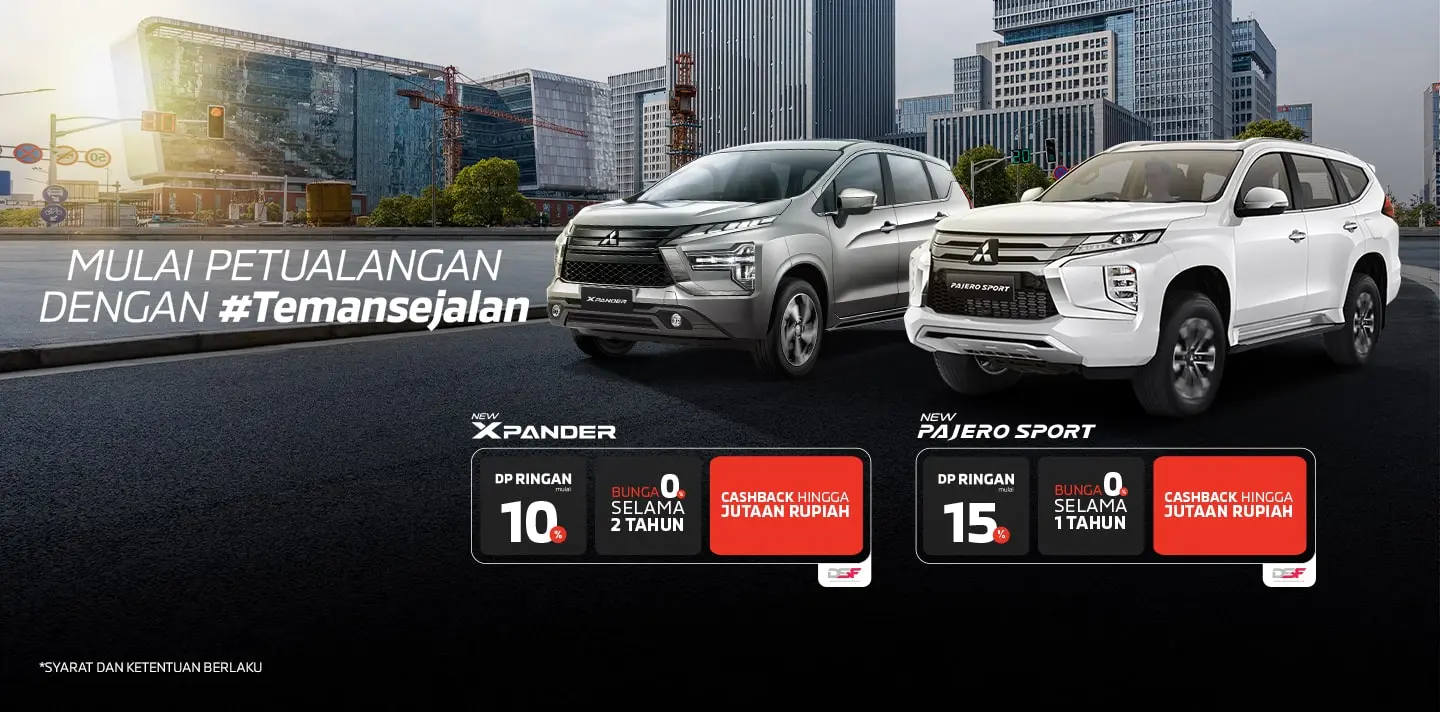 MULAI PETUALANGAN
DENGAN #Temansejalan
XPANDER
PAJERO SPORT
50
20
NEW
XPANDER
DP RINGAN
mulai
10%
BUNGA 0%
SELAMA
2 TAHUN
CASHBACK HINGGA
JUTAAN RUPIAH
DSF
NEW
PAJERO SPORT
DP RINGAN
mulai
15%
BUNGA 0%
SELAMA
1 TAHUN
CASHBACK HINGGA
JUTAAN RUPIAH
DSF
*SYARAT DAN KETENTUAN BERLAKU